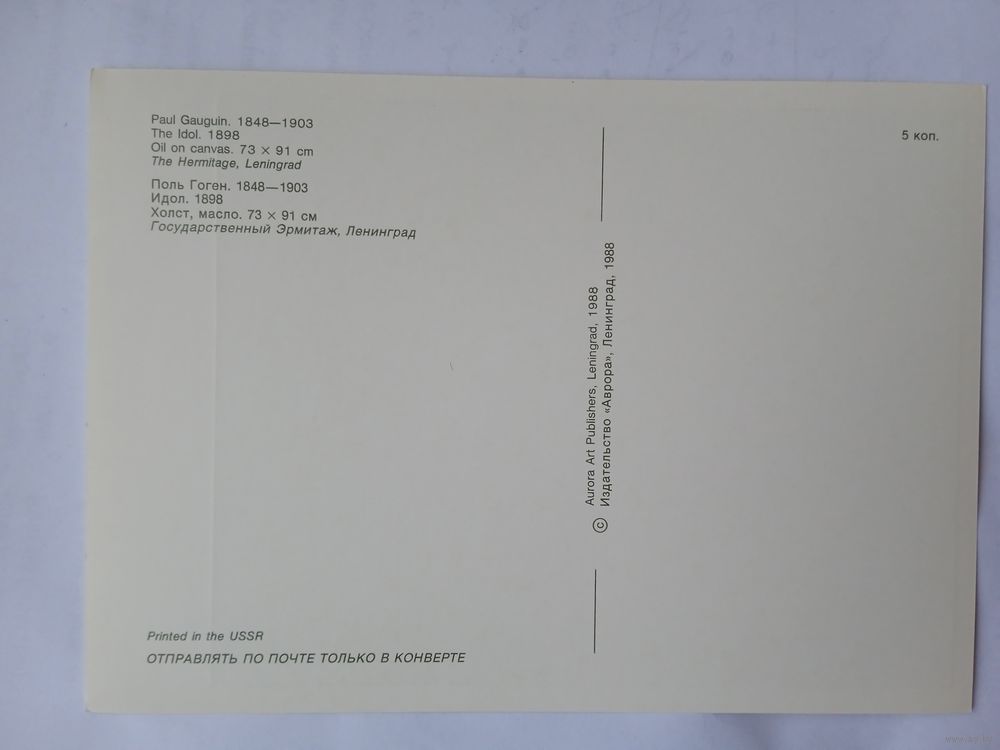 Paul Gauguin. 1848—1903
The Idol. 1898
Oil on canvas. 73 × 91 cm
The Hermitage, Leningrad
Поль Гоген. 1848—1903
Идол. 1898
Холст, масло. 73 × 91 см
Государственный Эрмитаж, Ленинград
5 коп.
© Aurora Art Publishers, Leningrad, 1988
Издательство «Аврора», Ленинград, 1988
Printed in the USSR
ОТПРАВЛЯТЬ ПО ПОЧТЕ ТОЛЬКО В КОНВЕРТЕ